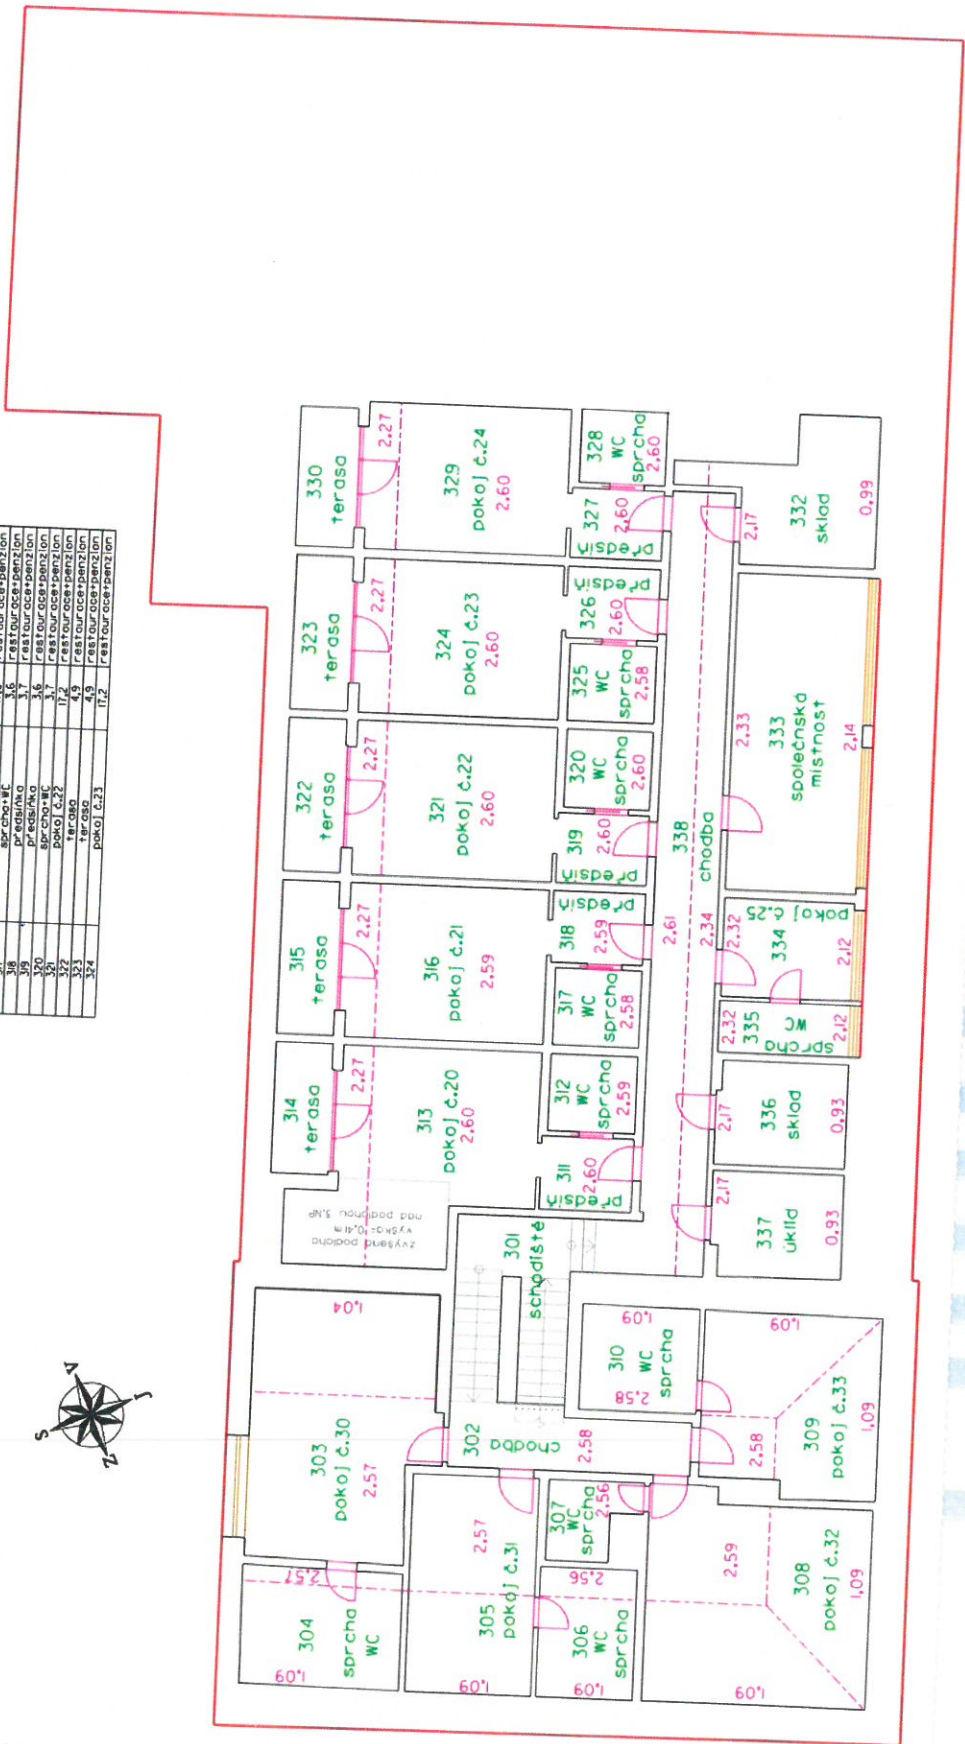 sprcha+WC
318 předsíňka 3,6 restaurace+penzion
319 předsíňka 3,7 restaurace+penzion
320 sprcha+WC 3,6 restaurace+penzion
321 pokoj č.22 17,2 restaurace+penzion
322 terasa 4,9 restaurace+penzion
323 terasa 4,9 restaurace+penzion
324 pokoj č.23 17,2 restaurace+penzion
S
V
J
Z
330
terasa
2.27
329
pokoj č.24
2.60
328
WC
sprcha
2.60
327
2.60
předsíň
323
terasa
2.27
324
pokoj č.23
2.60
326
předsíň
2.60
325
WC
sprcha
2.58
322
terasa
2.27
321
pokoj č.22
2.60
320
WC
sprcha
2.60
319
2.60
předsíň
315
terasa
2.27
316
pokoj č.21
2.59
318
předsíň
2.59
317
WC
sprcha
2.58
314
terasa
2.27
313
pokoj č.20
2.60
312
WC
sprcha
2.59
311
2.60
předsíň
zvýšená podlaha
výška=0,41m
nad podlahou 3.NP
301
schodiště
338
chodba
2.61
2.34
2.17
332
sklad
0.99
2.33
333
společenská
místnost
2.14
pokoj č.25
334
2.32
2.12
2.32
335
WC
sprcha
2.12
2.17
336
sklad
0.93
2.17
337
úklid
0.93
1.04
303
pokoj č.30
2.57
302
chodba
2.58
310
WC
sprcha
2.58
1.09
1.09
309
pokoj č.33
2.58
1.09
2.57
304
sprcha
WC
1.09
2.57
305
pokoj č.31
1.09
307
WC
sprcha
2.56
2.56
306
WC
sprcha
1.09
2.59
308
pokoj č.32
1.09
1.09